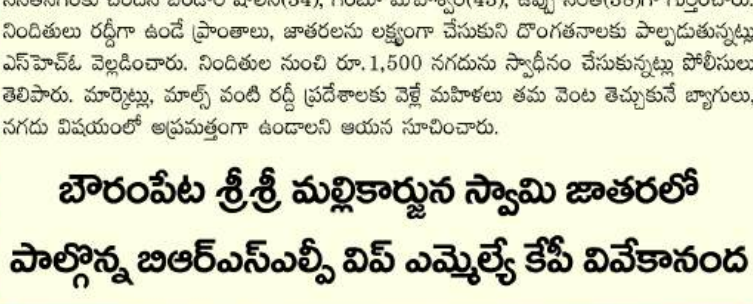 నిందితులు రద్దీగా ఉండే ప్రాంతాలు, జాతరలను లక్ష్యంగా చేసుకుని దొంగతనాలకు పాల్పడుతున్నట్లు
ఎస్‌హెచ్‌ఓ వెల్లడించారు. నిందితుల నుంచి రూ.1,500 నగదును స్వాధీనం చేసుకున్నట్లు పోలీసులు
తెలిపారు. మార్కెట్లు, మాల్స్ వంటి రద్దీ ప్రదేశాలకు వెళ్లే మహిళలు తమ వెంట తెచ్చుకునే బ్యాగులు,
నగదు విషయంలో అప్రమత్తంగా ఉండాలని ఆయన సూచించారు.
బౌరంపేట శ్రీశ్రీ మల్లికార్జున స్వామి జాతరలో
పాల్గొన్న బిఆర్ఎస్ఎల్పీ విప్ ఎమ్మెల్యే కేపీ వివేకానంద